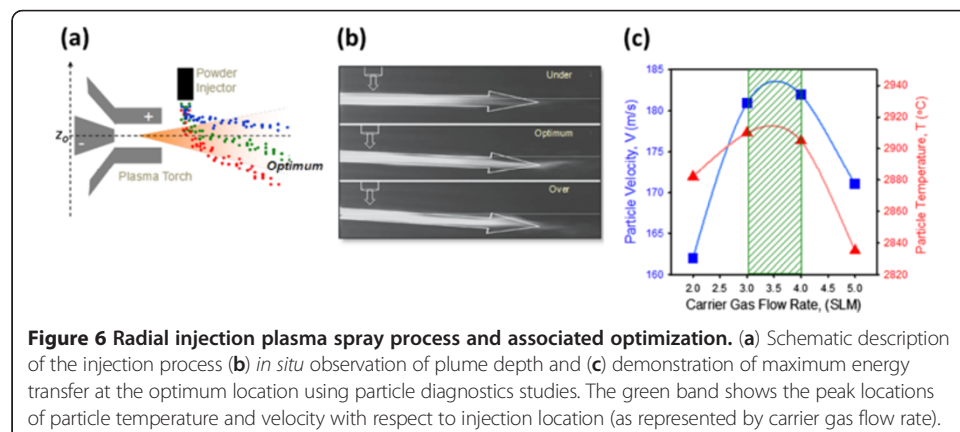 (a)
Powder
Injector
+
Z₀
-
Optimum
Plasma Torch
(b)
Under
Optimum
Over
(c)
185
180
175
170
165
160
Particle Velocity, V (m/s)
2940
2920
2900
2880
2860
2840
2820
Particle Temperature, T (°C)
2.0 2.5 3.0 3.5 4.0 4.5 5.0
Carrier Gas Flow Rate, (SLM)
Figure 6 Radial injection plasma spray process and associated optimization. (a) Schematic description
of the injection process (b) in situ observation of plume depth and (c) demonstration of maximum energy
transfer at the optimum location using particle diagnostics studies. The green band shows the peak locations
of particle temperature and velocity with respect to injection location (as represented by carrier gas flow rate).